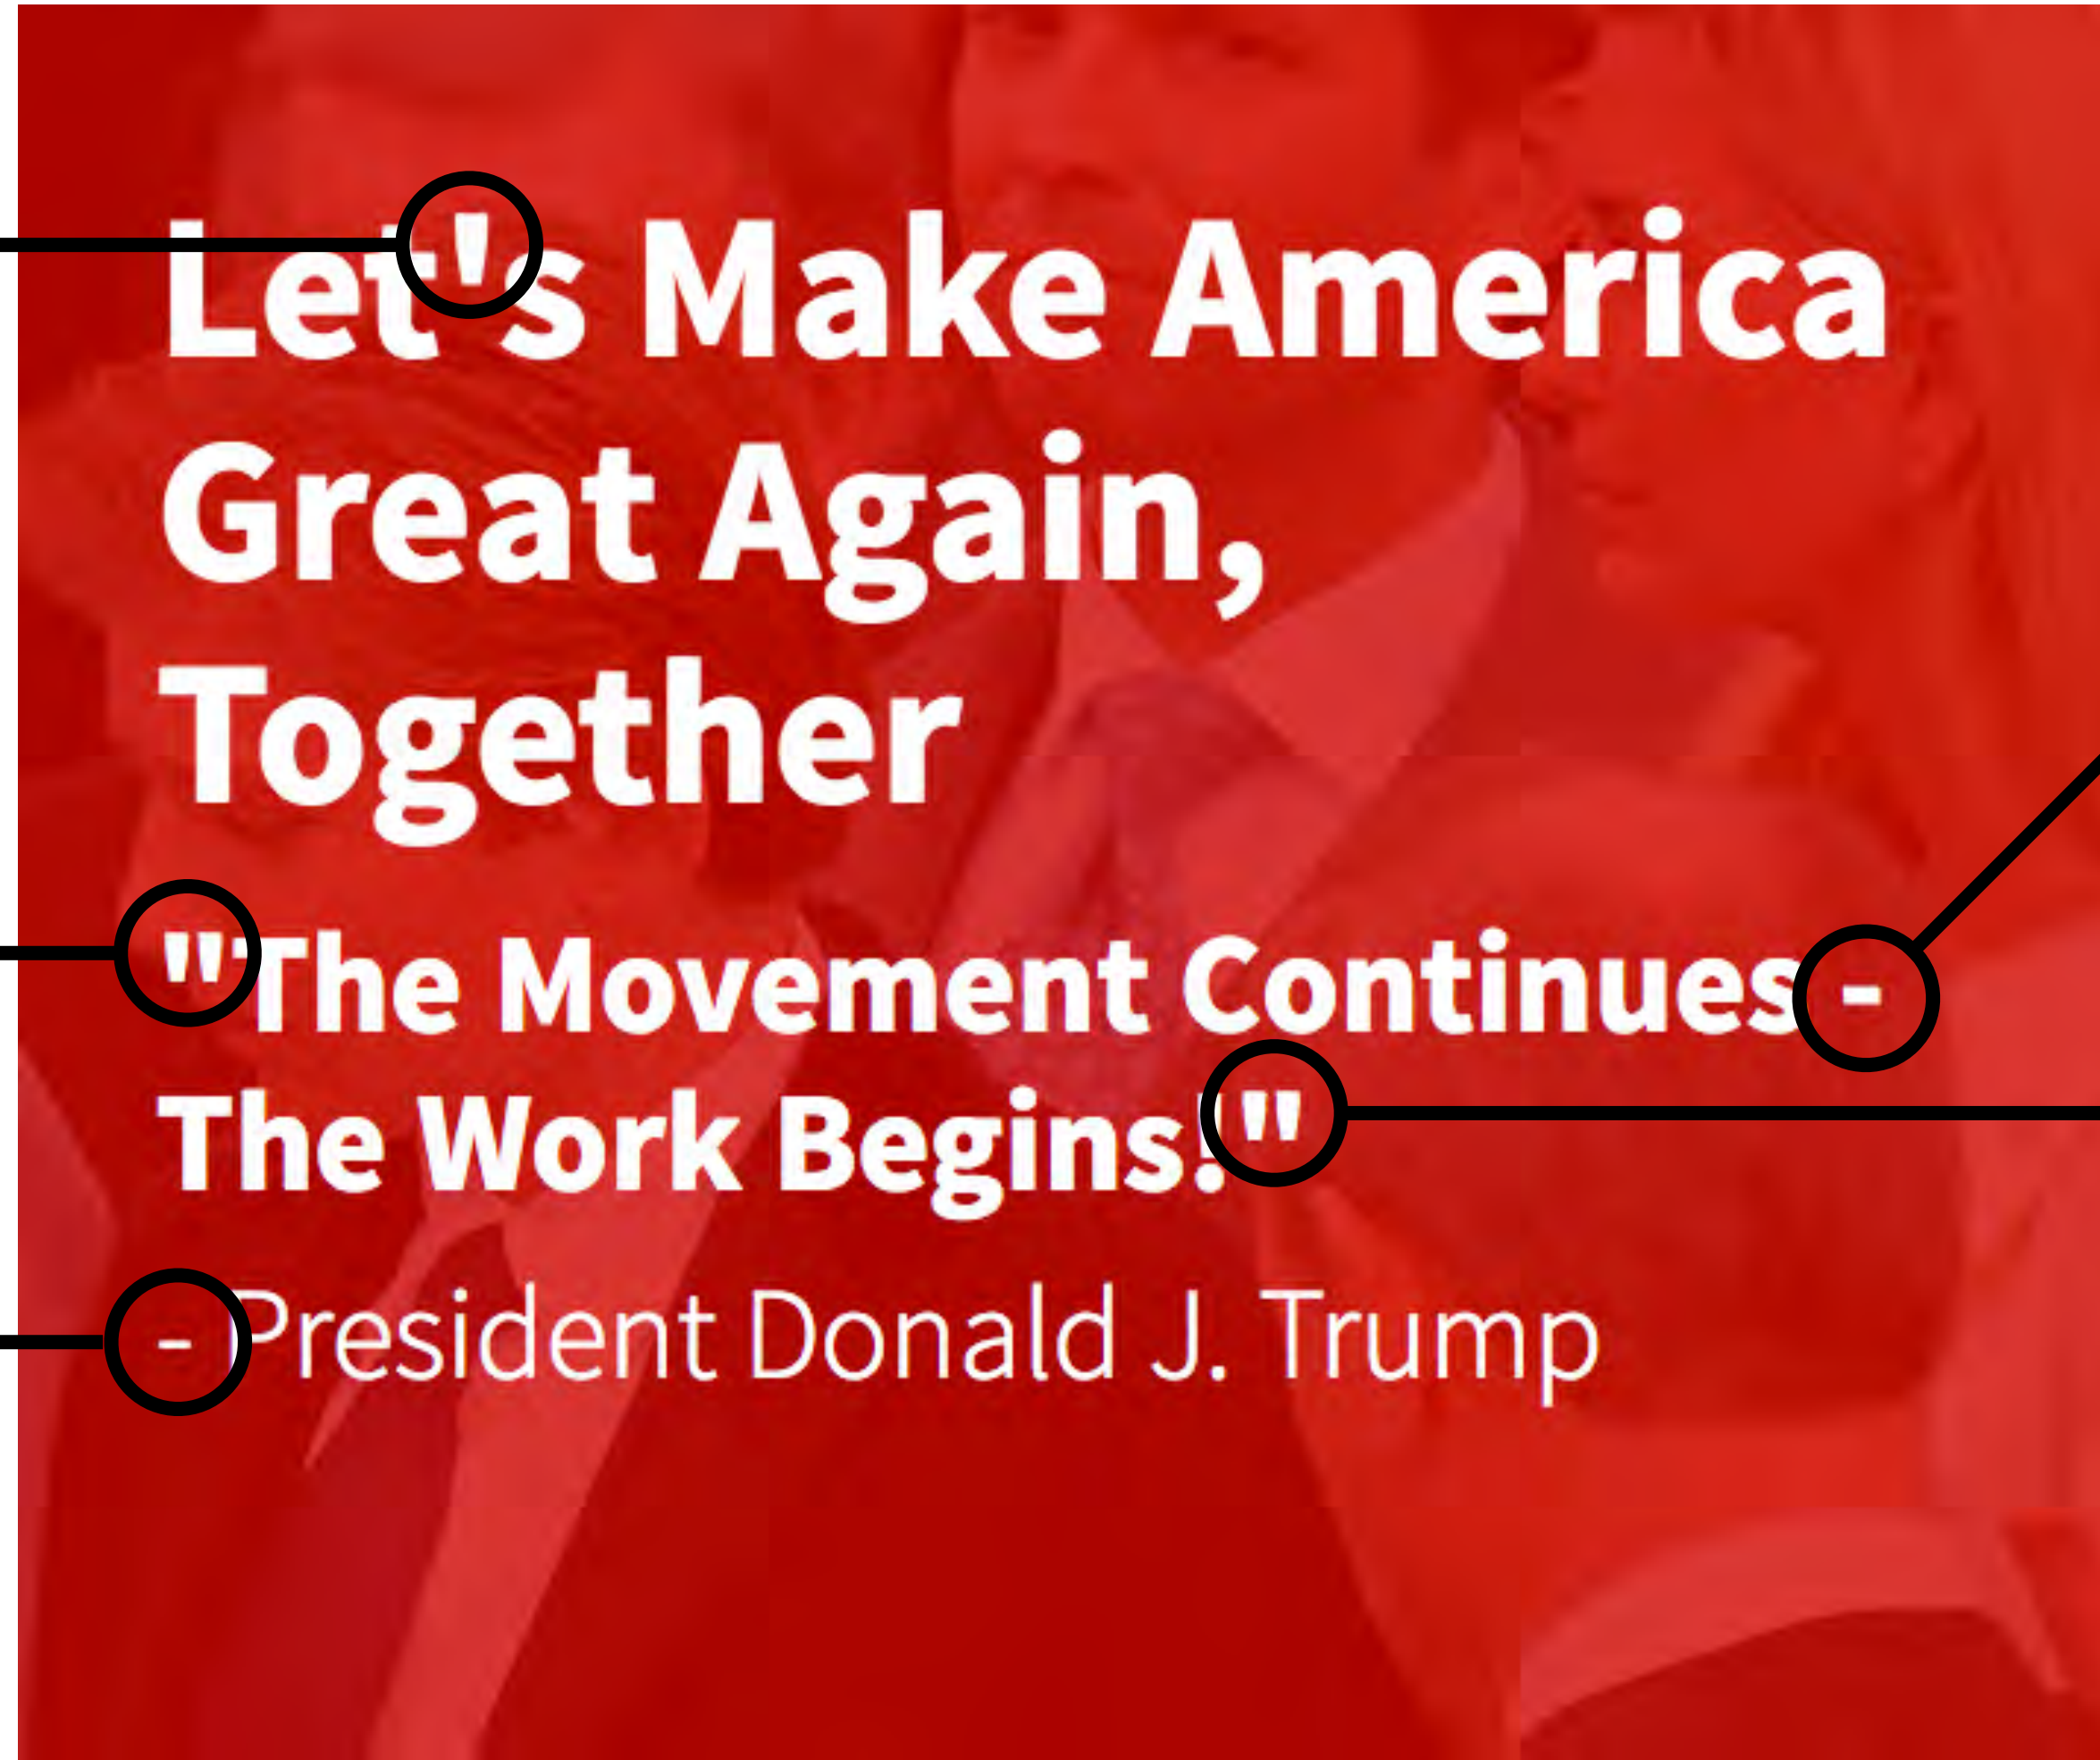 Let's Make America
Great Again,
Together
"The Movement Continues -
The Work Begins!"
- President Donald J. Trump